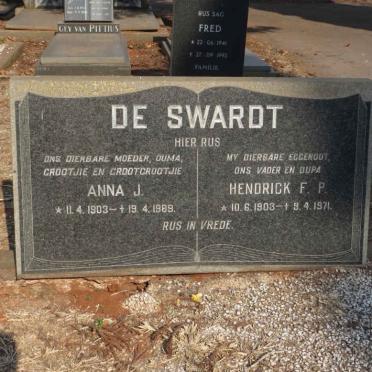 GEY VAN PITTIUS
RUS SAG
FRED
FAMILIE
DE SWARDT
HIER RUS
ONS DIERBARE MOEDER, OUMA,
GROOTJIE EN GROOTGROOTJIE
ANNA J.
* 11. 4. 1903 - † 19. 4. 1989.
MY DIERBARE EGGENOOT,
ONS VADER EN OUPA
HENDRICK F. P.
* 10. 6. 1903 - † 9. 4. 1971.
RUS IN VREDE.